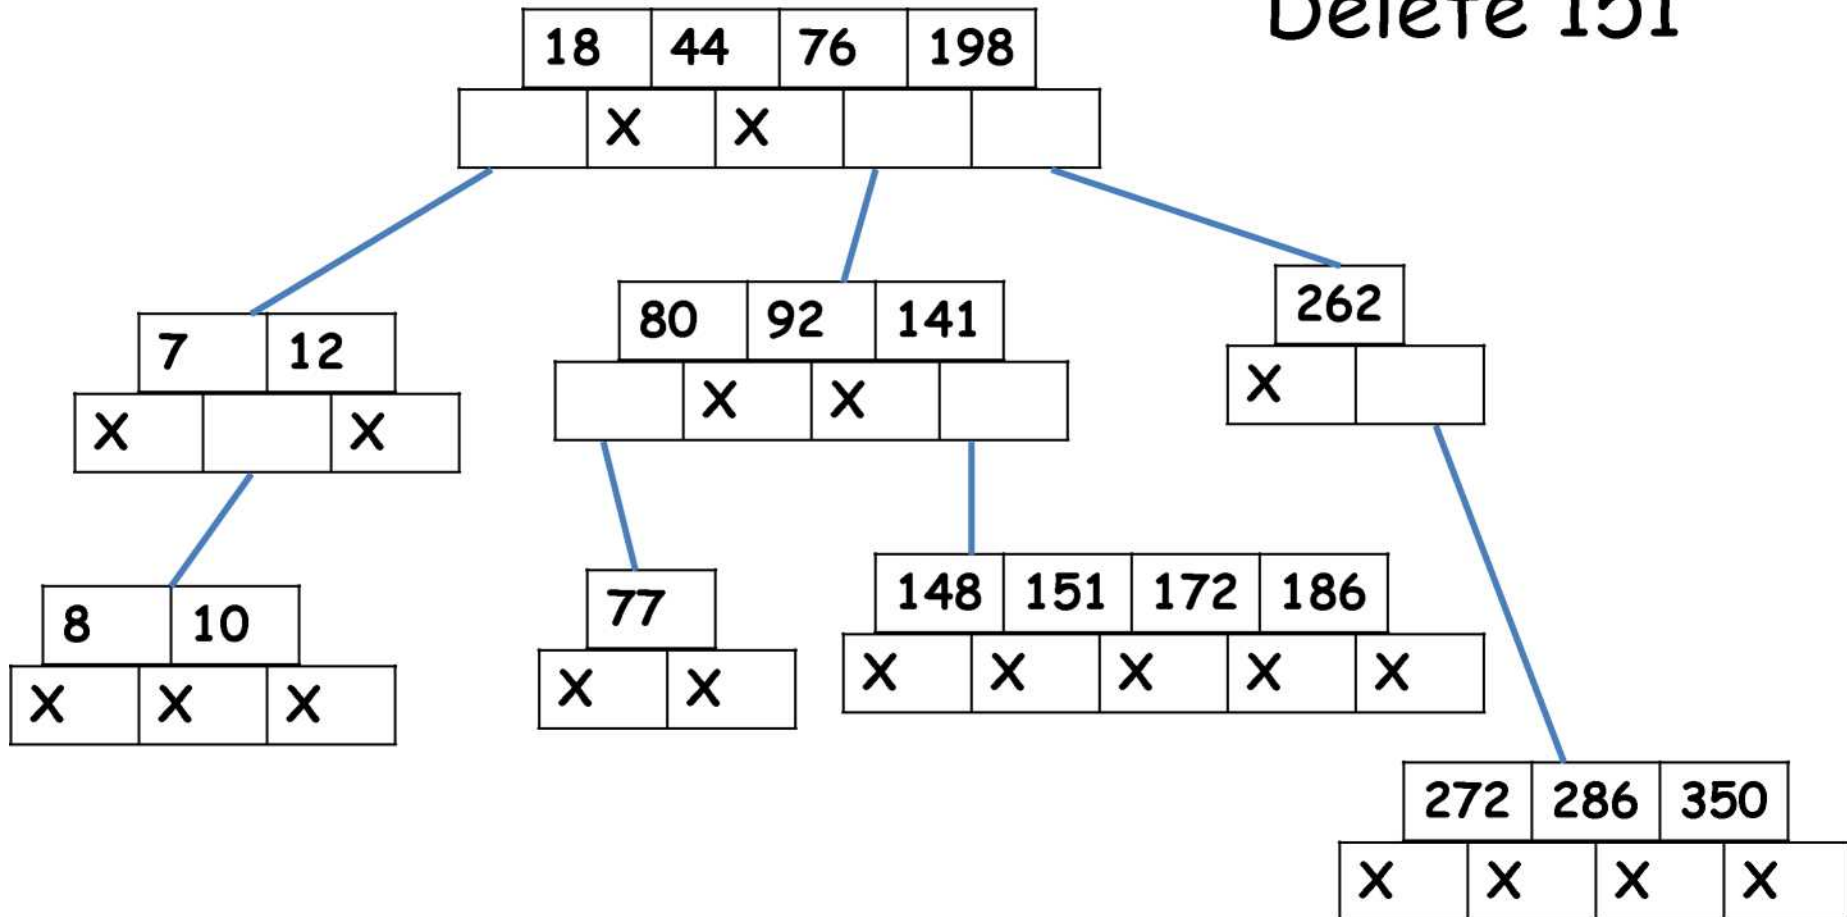 Delete 151
18 44 76 198
X X
7 12
X X
80 92 141
X X
262
X
8 10
X X X
77
X X
148 151 172 186
X X X X X
272 286 350
X X X X